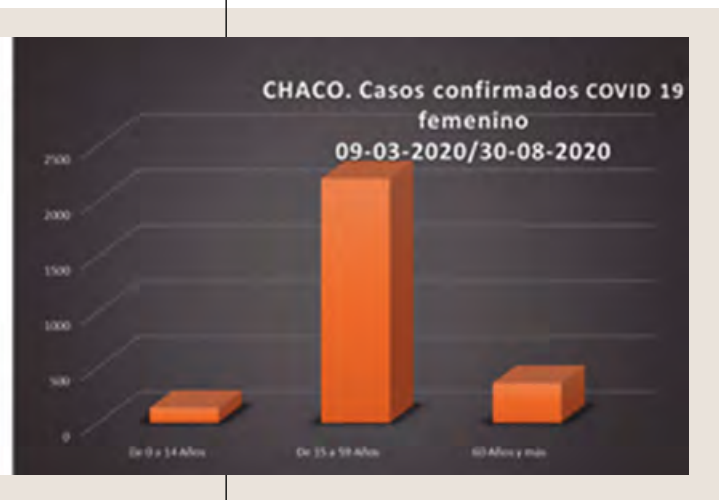 CHACO. Casos confirmados COVID 19
femenino
09-03-2020/30-08-2020
2500
2000
1500
1000
500
0
De 0 a 14 Años
De 15 a 59 Años
60 Años y más